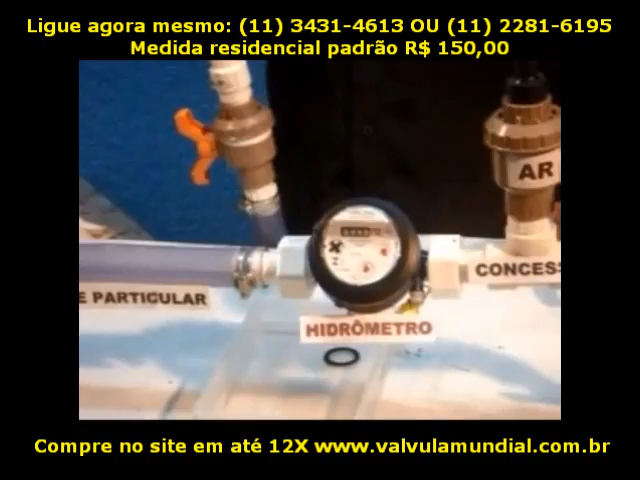 Ligue agora mesmo: (11) 3431-4613 OU (11) 2281-6195
Medida residencial padrão R$ 150,00
AR
CONCESS
E PARTICULAR
HIDRÔMETRO
Compre no site em até 12X www.valvulamundial.com.br